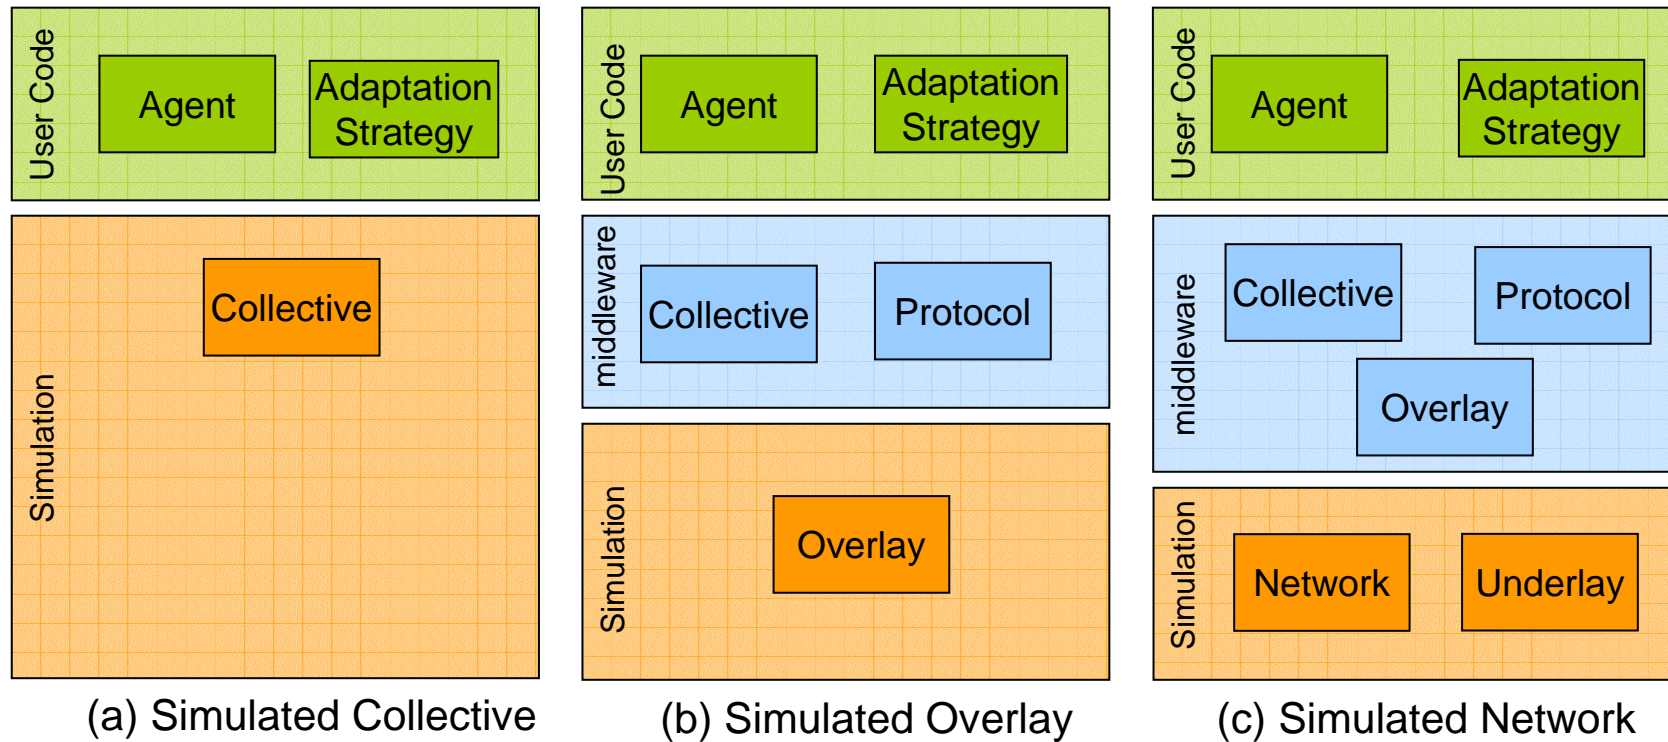 User Code
Agent
Adaptation
Strategy
Simulation
Collective
(a) Simulated Collective
User Code
Agent
Adaptation
Strategy
middleware
Collective
Protocol
Simulation
Overlay
(b) Simulated Overlay
User Code
Agent
Adaptation
Strategy
middleware
Collective
Protocol
Overlay
Simulation
Network
Underlay
(c) Simulated Network